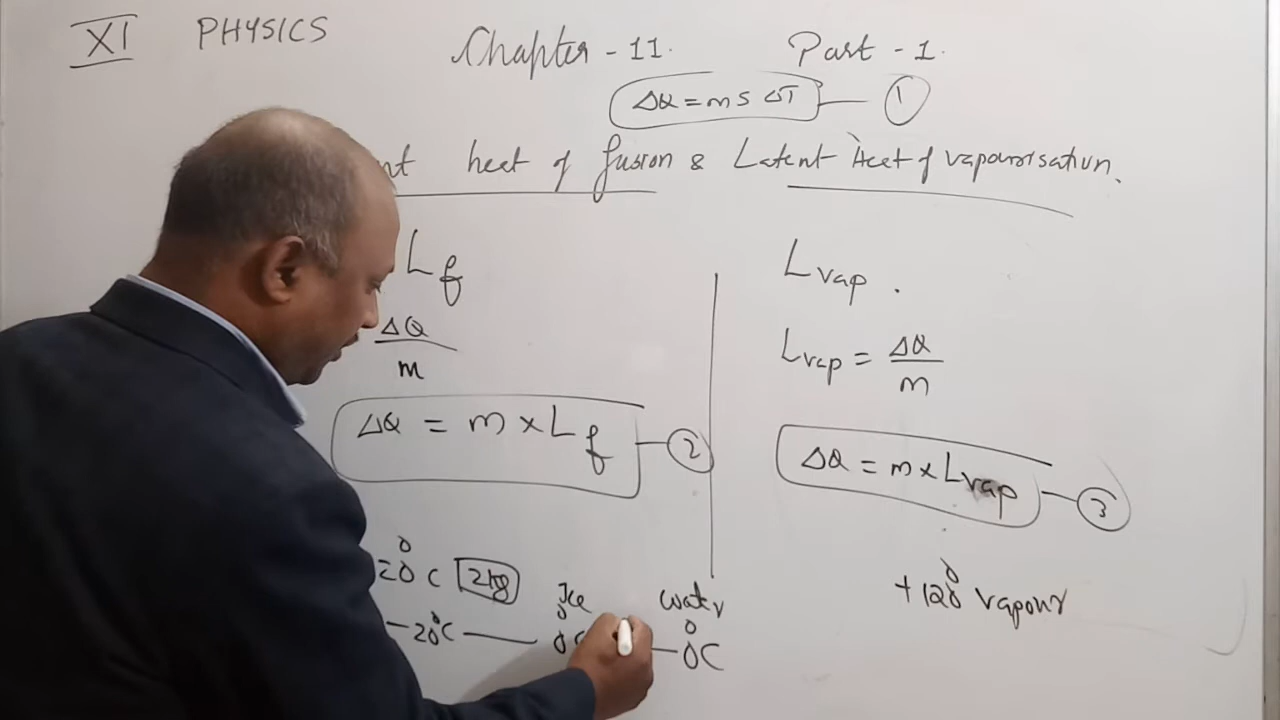 XI PHYSICS Chapter - 11. Part - 1.
ΔQ = m s ΔT — 1
nt heat of fusion & Latent Heat of vapourisation.
Lf
ΔQ
m
ΔQ = m × Lf — 2
Lvap .
Lvap = ΔQ
m
ΔQ = m × Lvap — 3
20°C 2kg
Ice
Water
-20°C — 0°C — 0°C
+120° vapour